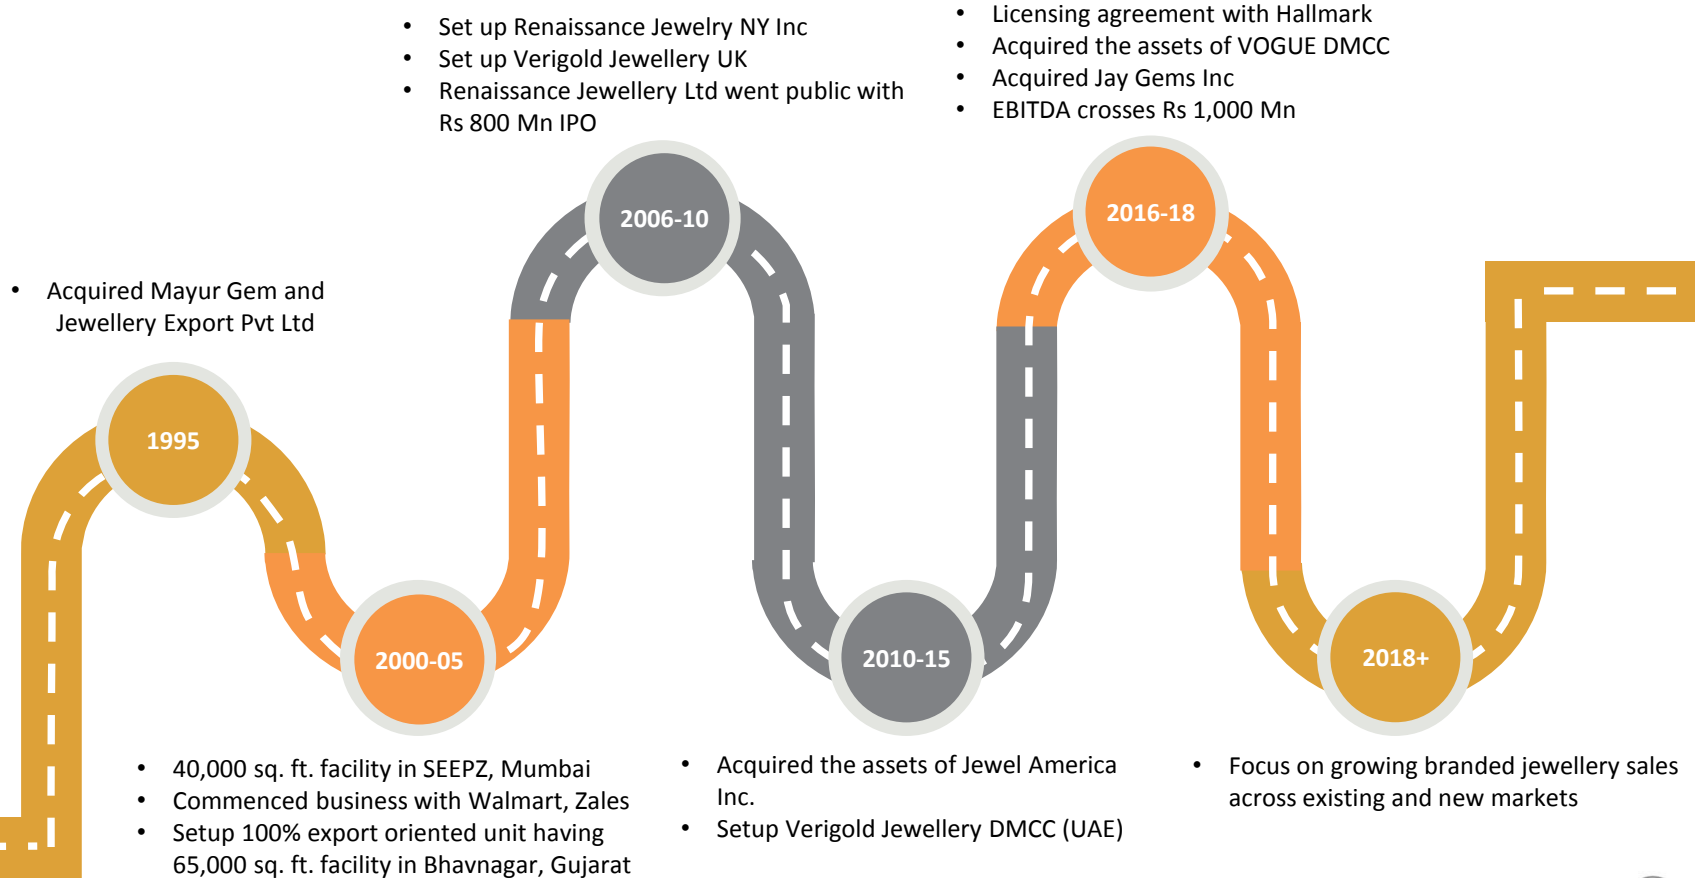 • Set up Renaissance Jewelry NY Inc
• Set up Verigold Jewellery UK
• Renaissance Jewellery Ltd went public with
Rs 800 Mn IPO
• Licensing agreement with Hallmark
• Acquired the assets of VOGUE DMCC
• Acquired Jay Gems Inc
• EBITDA crosses Rs 1,000 Mn
2006-10
2016-18
• Acquired Mayur Gem and
Jewellery Export Pvt Ltd
1995
2000-05
2010-15
2018+
• 40,000 sq. ft. facility in SEEPZ, Mumbai
• Commenced business with Walmart, Zales
• Setup 100% export oriented unit having
65,000 sq. ft. facility in Bhavnagar, Gujarat
• Acquired the assets of Jewel America
Inc.
• Setup Verigold Jewellery DMCC (UAE)
• Focus on growing branded jewellery sales
across existing and new markets